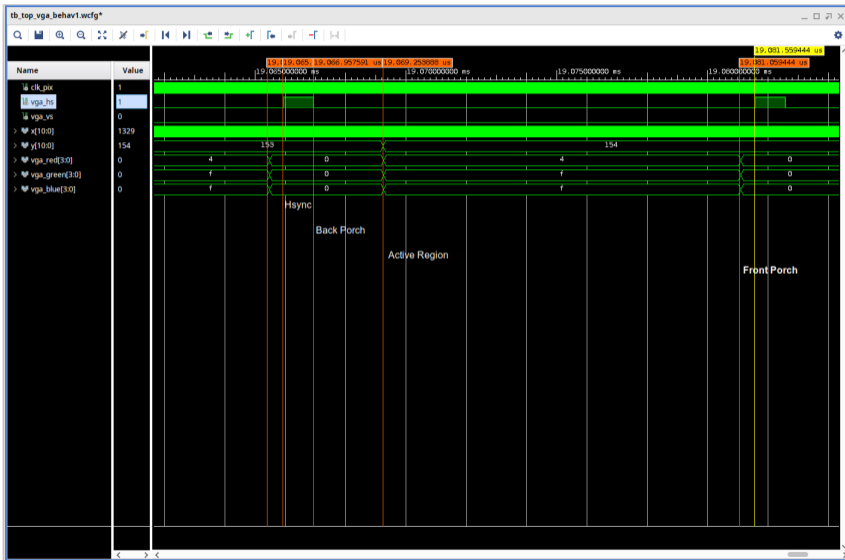 tb_top_vga_behav1.wcfg*
Name Value
clk_pix 1
vga_hs 1
vga_vs 0
x[10:0] 1329
y[10:0] 154
vga_red[3:0] 0
vga_green[3:0] 0
vga_blue[3:0] 0
19.081.559444 us
19.066.957591 us 19.069.253888 us 19.081.059444 us
19.065000000 ms 19.070000000 ms 19.075000000 ms 19.080000000 ms
153 154
4 0 4 0
f 0 f 0
f 0 f 0
Hsync
Back Porch
Active Region
Front Porch